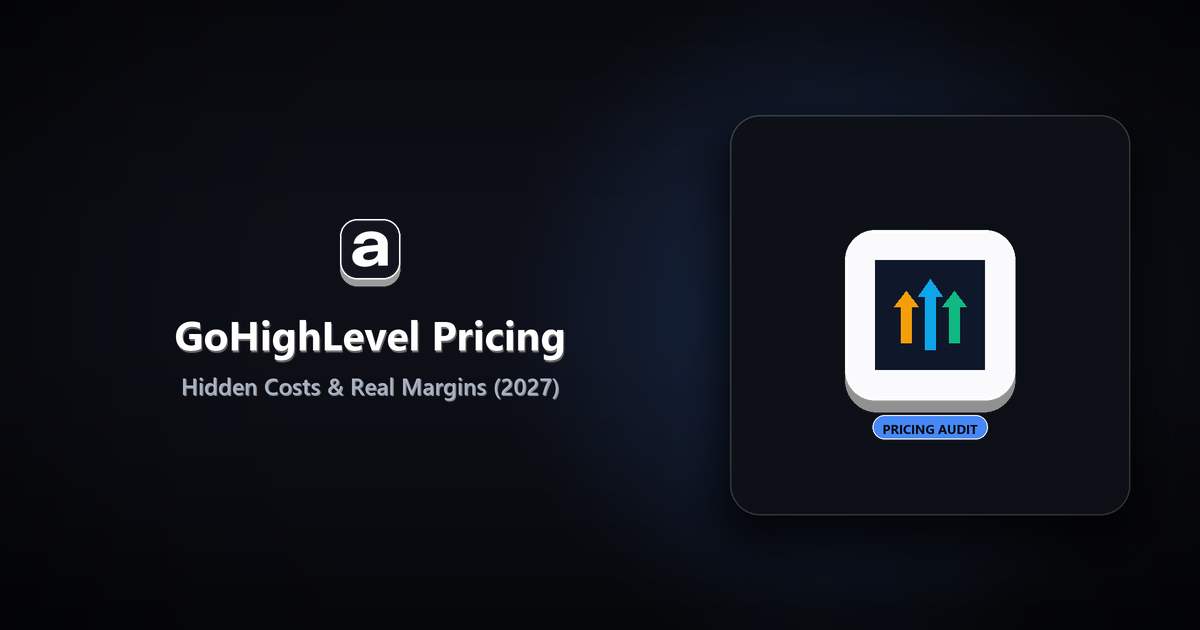 a
GoHighLevel Pricing
Hidden Costs & Real Margins (2027)
PRICING AUDIT